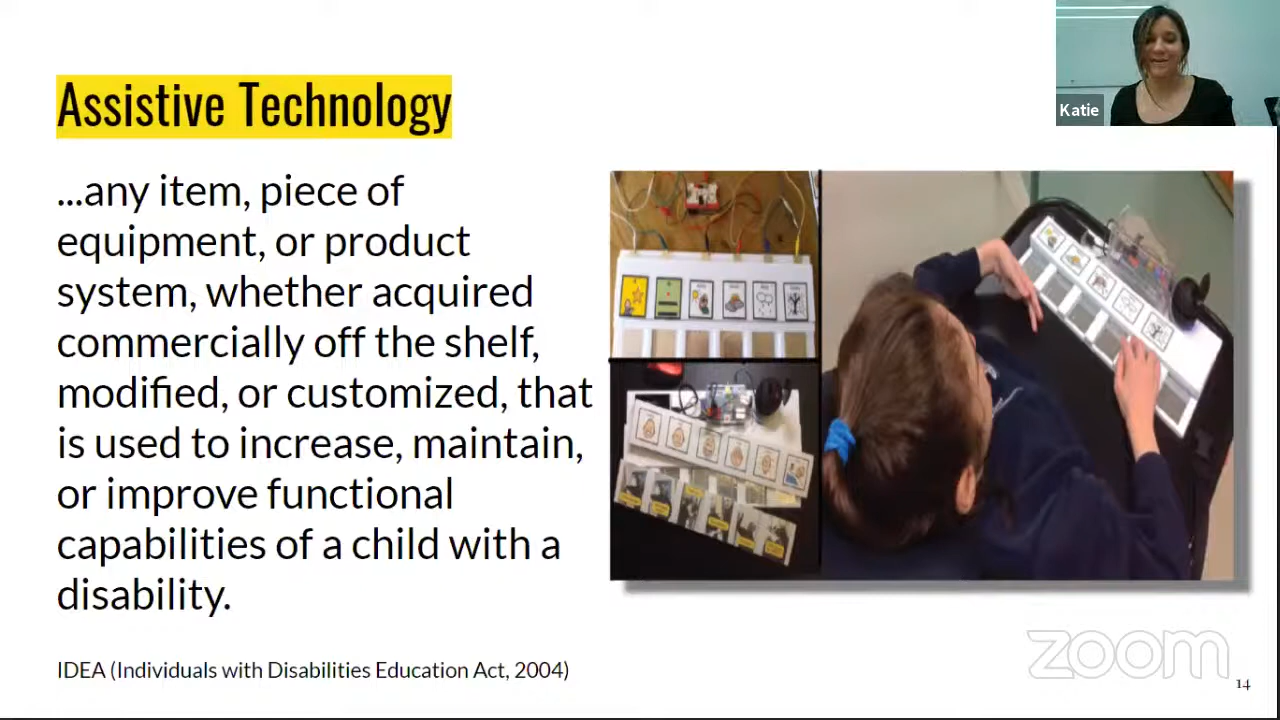 Katie
Assistive Technology
...any item, piece of
equipment, or product
system, whether acquired
commercially off the shelf,
modified, or customized, that
is used to increase, maintain,
or improve functional
capabilities of a child with a
disability.
IDEA (Individuals with Disabilities Education Act, 2004)
zoom
14